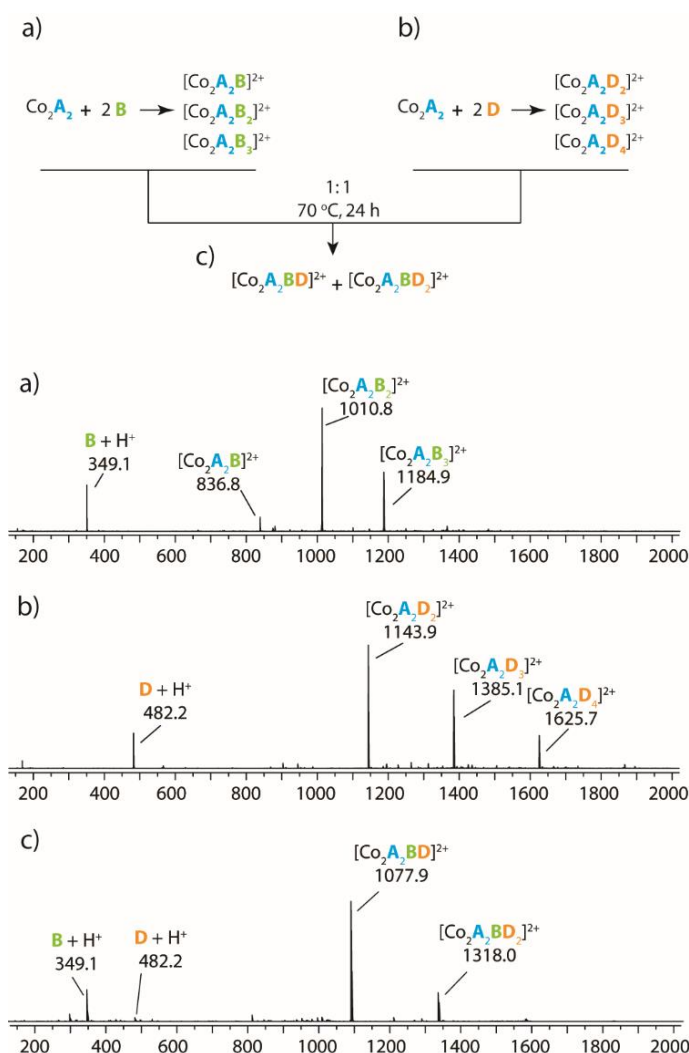 a)
b)
Co₂A₂ + 2 B
[Co₂A₂B]²⁺
[Co₂A₂B₂]²⁺
[Co₂A₂B₃]²⁺
Co₂A₂ + 2 D
[Co₂A₂D₂]²⁺
[Co₂A₂D₃]²⁺
[Co₂A₂D₄]²⁺
1:1
70 °C, 24 h
c)
[Co₂A₂BD]²⁺ + [Co₂A₂BD₂]²⁺
a)
[Co₂A₂B₂]²⁺
1010.8
B + H⁺
349.1
[Co₂A₂B]²⁺
836.8
[Co₂A₂B₃]²⁺
1184.9
200 400 600 800 1000 1200 1400 1600 1800 2000
b)
[Co₂A₂D₂]²⁺
1143.9
D + H⁺
482.2
[Co₂A₂D₃]²⁺
1385.1
[Co₂A₂D₄]²⁺
1625.7
200 400 600 800 1000 1200 1400 1600 1800 2000
c)
[Co₂A₂BD]²⁺
1077.9
B + H⁺
349.1
D + H⁺
482.2
[Co₂A₂BD₂]²⁺
1318.0
200 400 600 800 1000 1200 1400 1600 1800 2000